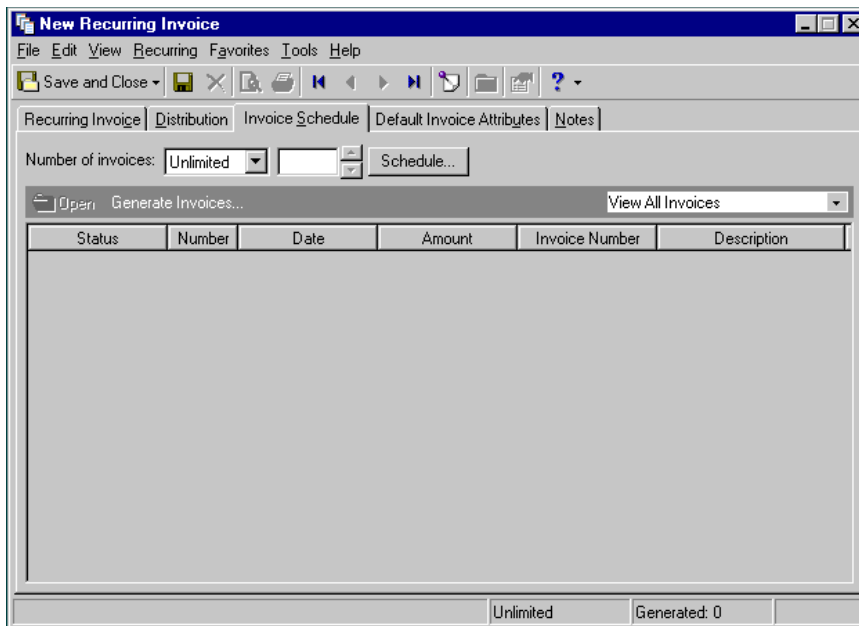 New Recurring Invoice
File Edit View Recurring Favorites Tools Help
Save and Close ?
Recurring Invoice Distribution Invoice Schedule Default Invoice Attributes Notes
Number of invoices: Unlimited Schedule...
Open Generate Invoices... View All Invoices
Status Number Date Amount Invoice Number Description
Unlimited Generated: 0